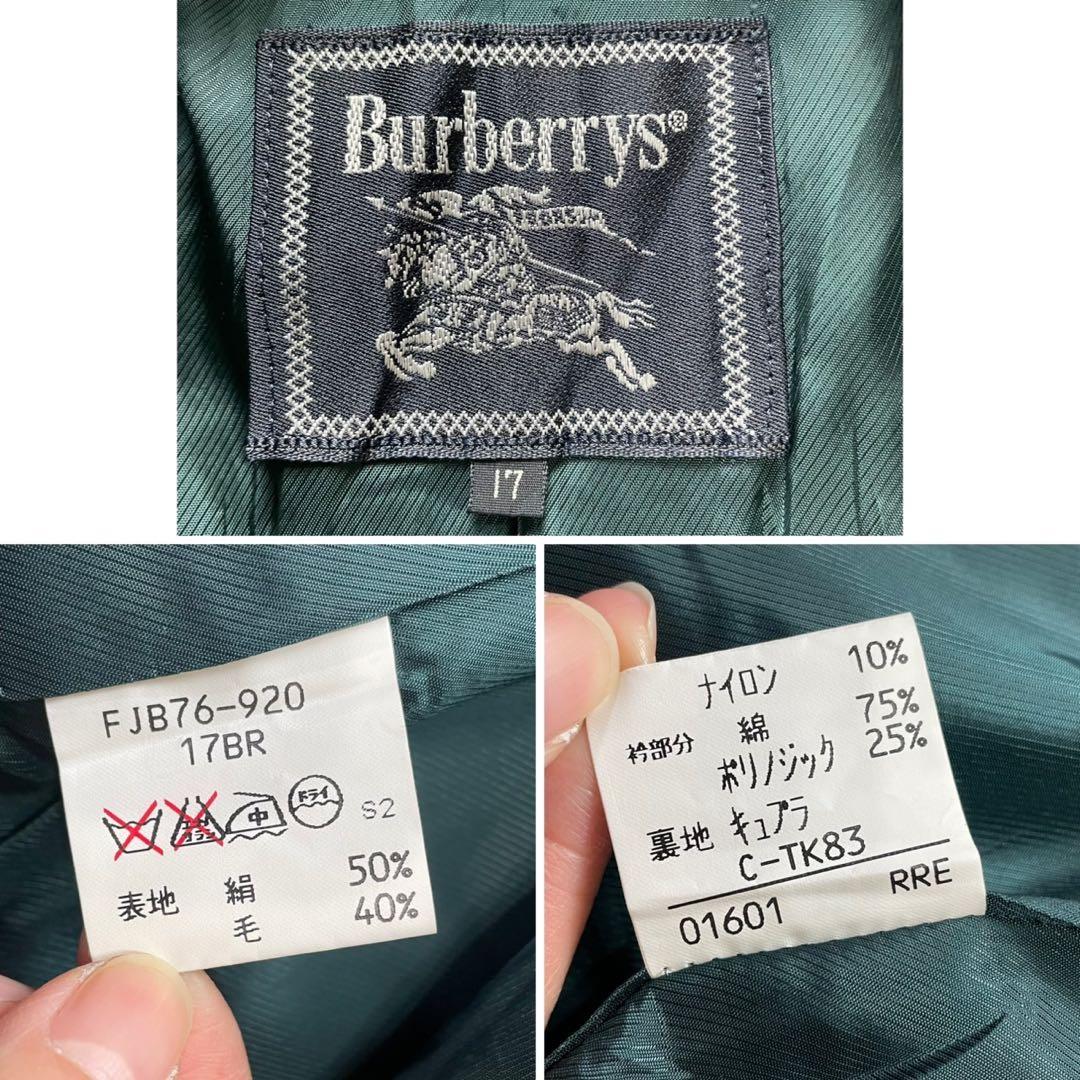 Burberrys®
17
FJB76-920
17BR
中 ドライ S2
表地 絹 50%
毛 40%
ナイロン 10%
衿部分 綿 75%
ポリノジック 25%
裏地 キュプラ
C-TK83
RRE
01601